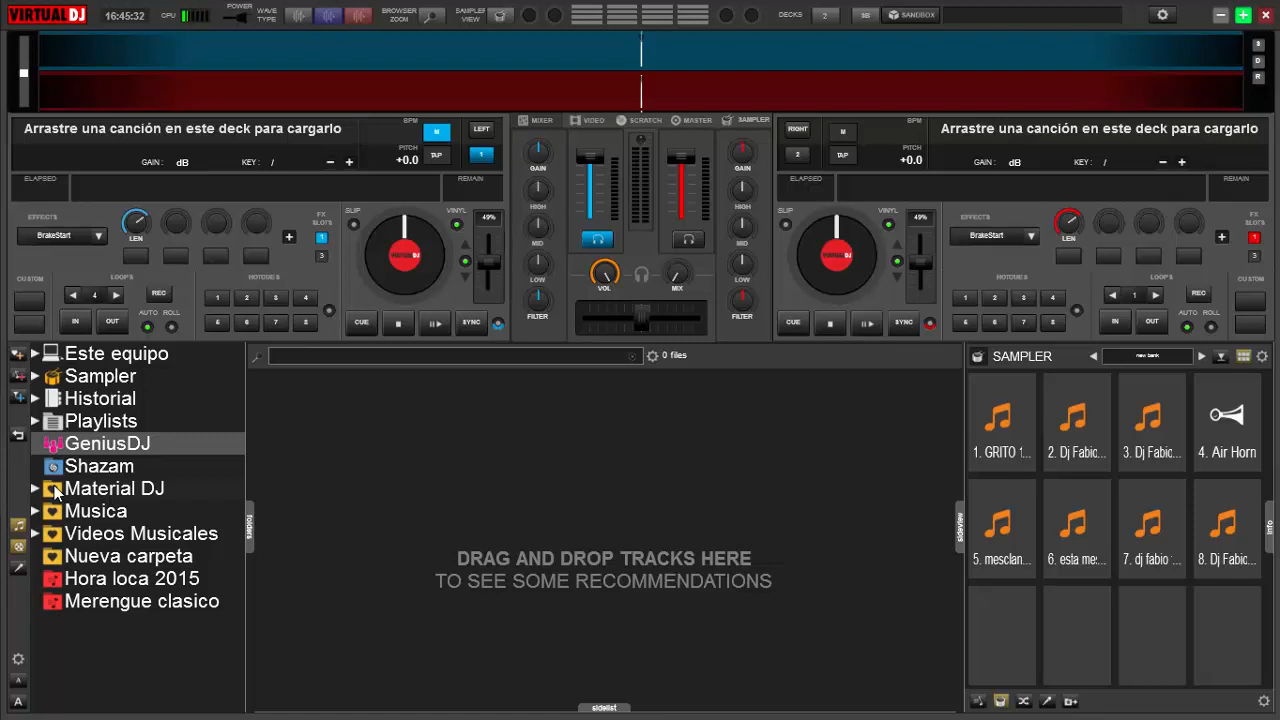 VIRTUAL DJ 16:45:32 CPU POWER WAVE TYPE BROWSER ZOOM SAMPLER VIEW DECKS 2 SANDBOX
S
D
R
Arrastre una canción en este deck para cargarlo BPM M LEFT
GAIN : dB KEY : / − + PITCH +0.0 TAP 1
ELAPSED REMAIN
EFFECTS BrakeStart LEN FX SLOTS 1 3
SLIP VINYL 49%
CUSTOM LOOP'S 4 REC HOTCUES 1 2 3 4
IN OUT AUTO ROLL 5 6 7 8 CUE SYNC
MIXER VIDEO SCRATCH MASTER SAMPLER
GAIN GAIN
HIGH HIGH
MID MID
LOW VOL MIX LOW
FILTER FILTER
RIGHT M BPM Arrastre una canción en este deck para cargarlo
2 TAP PITCH +0.0 GAIN : dB KEY : / − +
ELAPSED REMAIN
SLIP VINYL 49%
EFFECTS BrakeStart LEN FX SLOTS 1 3
HOTCUES 1 2 3 4 LOOP'S 1 REC CUSTOM
CUE SYNC 5 6 7 8 IN OUT AUTO ROLL
Este equipo
Sampler
Historial
Playlists
GeniusDJ
Shazam
Material DJ
Musica
Videos Musicales
Nueva carpeta
Hora loca 2015
Merengue clasico
A
A
folders
0 files
DRAG AND DROP TRACKS HERE
TO SEE SOME RECOMMENDATIONS
sidelist
sideview
SAMPLER new bank
1. GRITO 1... 2. Dj Fabio... 3. Dj Fabic... 4. Air Horn
5. mesclan... 6. esta me... 7. dj fabio ... 8. Dj Fabic...
info